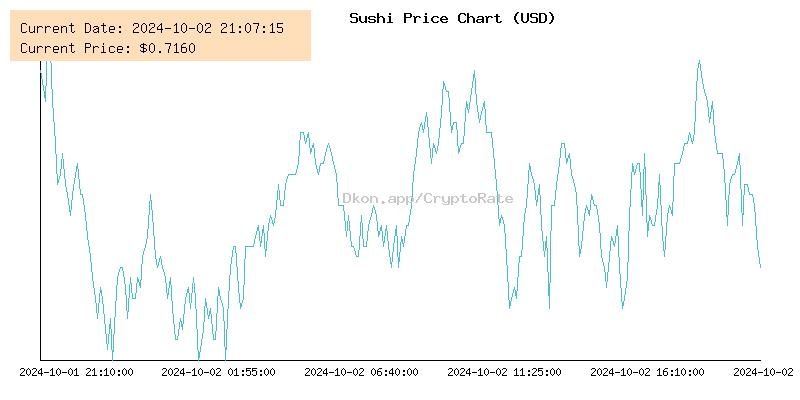 Sushi Price Chart (USD)
Current Date: 2024-10-02 21:07:15
Current Price: $0.7160
Dkon.app/CryptoRate
2024-10-01 21:10:00 2024-10-02 01:55:00 2024-10-02 06:40:00 2024-10-02 11:25:00 2024-10-02 16:10:00 2024-10-02